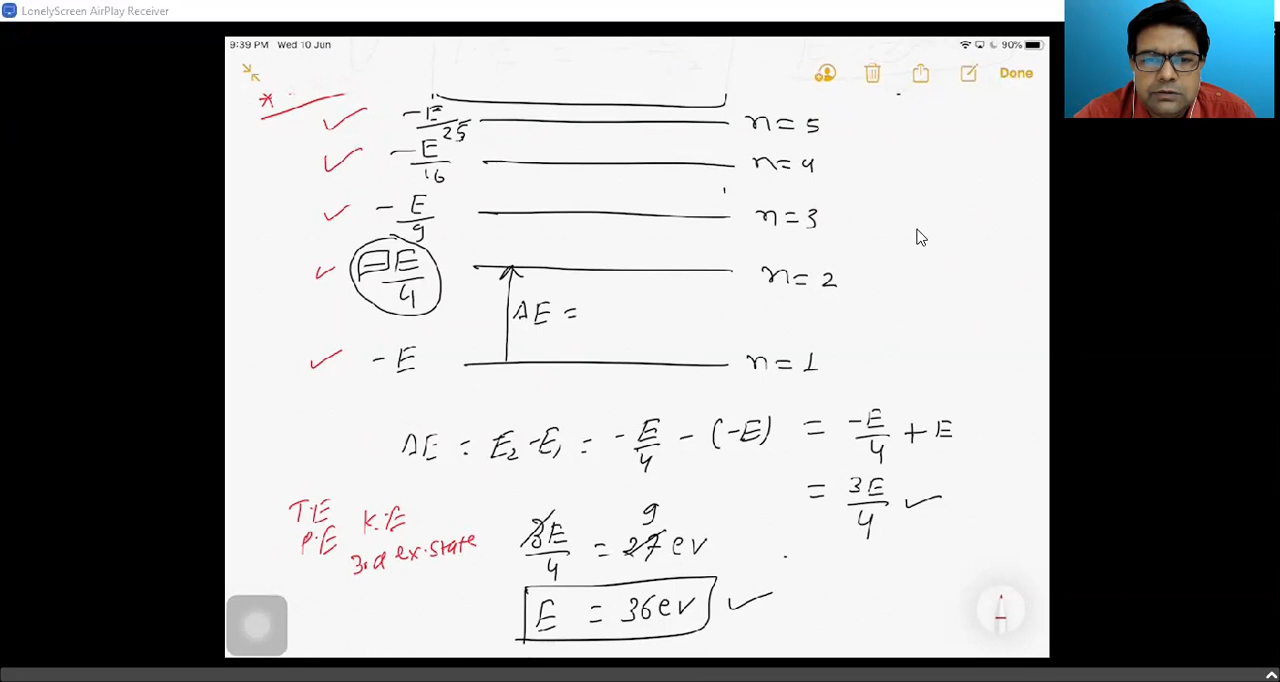 LonelyScreen AirPlay Receiver
9:39 PM Wed 10 Jun
90%
Done
-E/25 n = 5
-E/16 n = 4
-E/9 n = 3
-E/4 n = 2
ΔE =
-E n = 1
ΔE = E₂ - E₁ = -E/4 - (-E) = -E/4 + E
= 3E/4
T.E
P.E
K.E
3rd ex. state
3E/4 = 27 ev
9
E = 36 ev